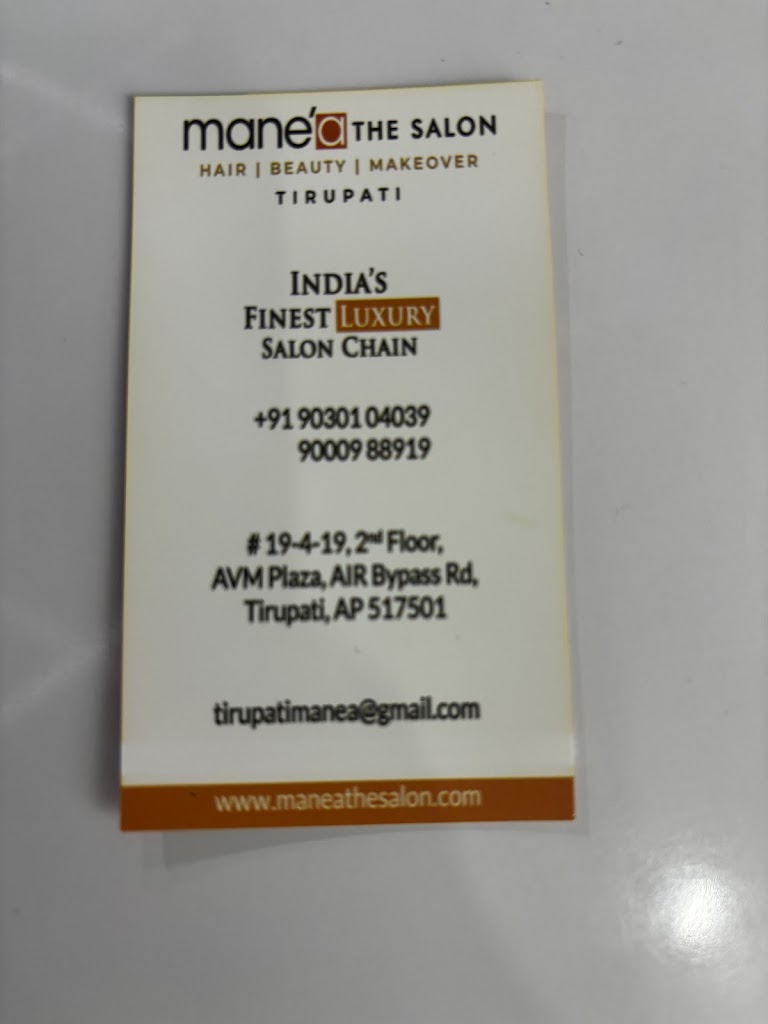 mane'a THE SALON
HAIR | BEAUTY | MAKEOVER
TIRUPATI
INDIA'S
FINEST LUXURY
SALON CHAIN
+91 90301 04039
90009 88919
# 19-4-19, 2nd Floor,
AVM Plaza, AIR Bypass Rd,
Tirupati, AP 517501
tirupatimanea@gmail.com
www.maneathesalon.com